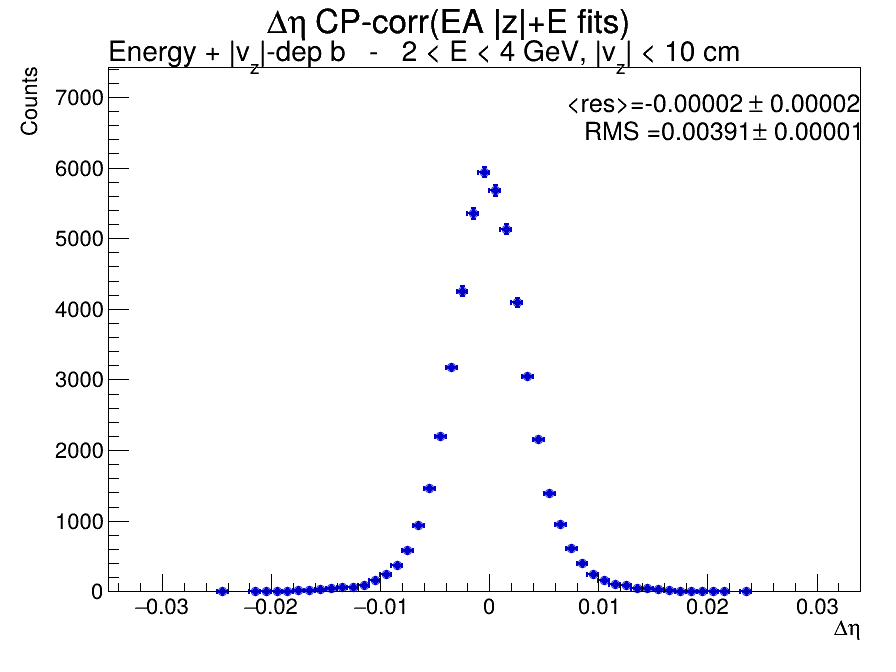 Δη CP-corr(EA |z|+E fits)
Energy + |v_z|-dep b - 2 < E < 4 GeV, |v_z| < 10 cm
Counts
<res>=-0.00002 ± 0.00002
RMS =0.00391± 0.00001
7000
6000
5000
4000
3000
2000
1000
0
−0.03 −0.02 −0.01 0 0.01 0.02 0.03
Δη